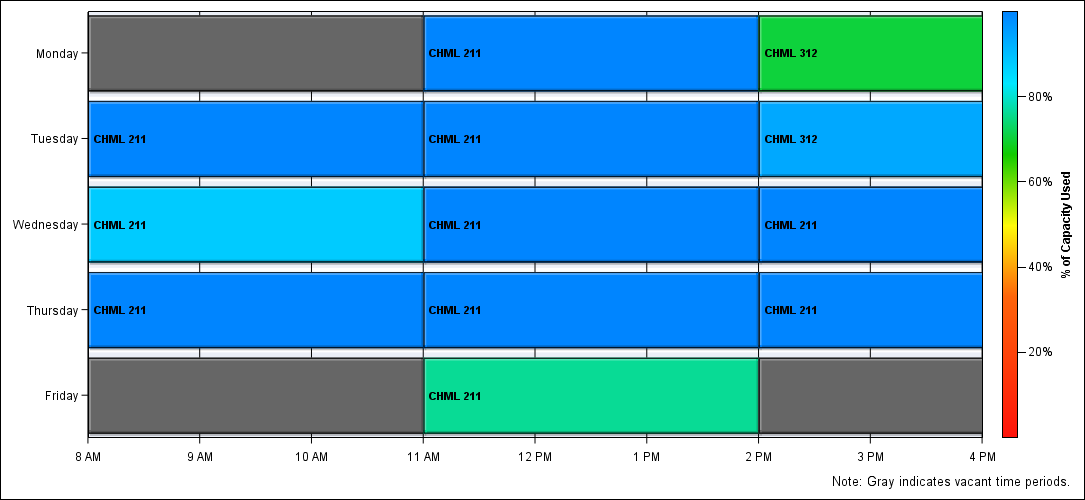 Monday
CHML 211
CHML 312
80%
Tuesday
CHML 211
CHML 211
CHML 312
60%
Wednesday
CHML 211
CHML 211
CHML 211
% of Capacity Used
40%
Thursday
CHML 211
CHML 211
CHML 211
20%
Friday
CHML 211
8 AM 9 AM 10 AM 11 AM 12 PM 1 PM 2 PM 3 PM 4 PM
Note: Gray indicates vacant time periods.